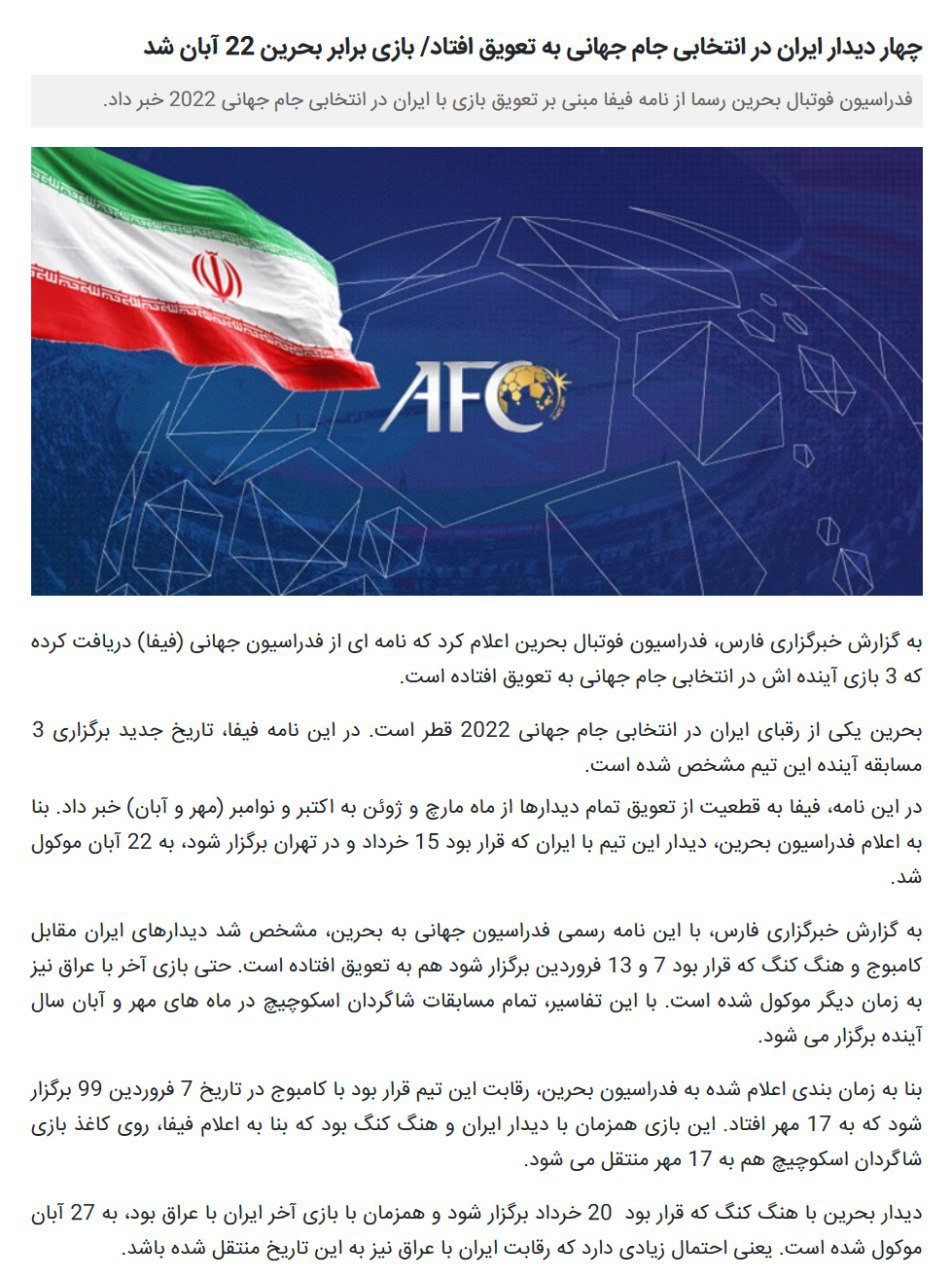 چهار دیدار ایران در انتخابی جام جهانی به تعویق افتاد/ بازی برابر بحرین 22 آبان شد
فدراسیون فوتبال بحرین رسما از نامه فیفا مبنی بر تعویق بازی با ایران در انتخابی جام جهانی 2022 خبر داد.
AFC
به گزارش خبرگزاری فارس، فدراسیون فوتبال بحرین اعلام کرد که نامه ای از فدراسیون جهانی (فیفا) دریافت کرده
که 3 بازی آینده اش در انتخابی جام جهانی به تعویق افتاده است.
بحرین یکی از رقبای ایران در انتخابی جام جهانی 2022 قطر است. در این نامه فیفا، تاریخ جدید برگزاری 3
مسابقه آینده این تیم مشخص شده است.
در این نامه، فیفا به قطعیت از تعویق تمام دیدارها از ماه مارچ و ژوئن به اکتبر و نوامبر (مهر و آبان) خبر داد. بنا
به اعلام فدراسیون بحرین، دیدار این تیم با ایران که قرار بود 15 خرداد و در تهران برگزار شود، به 22 آبان موکول
شد.
به گزارش خبرگزاری فارس، با این نامه رسمی فدراسیون جهانی به بحرین، مشخص شد دیدارهای ایران مقابل
کامبوج و هنگ کنگ که قرار بود 7 و 13 فروردین برگزار شود هم به تعویق افتاده است. حتی بازی آخر با عراق نیز
به زمان دیگر موکول شده است. با این تفاسیر، تمام مسابقات شاگردان اسکوچیچ در ماه های مهر و آبان سال
آینده برگزار می شود.
بنا به زمان بندی اعلام شده به فدراسیون بحرین، رقابت این تیم قرار بود با کامبوج در تاریخ 7 فروردین 99 برگزار
شود که به 17 مهر افتاد. این بازی همزمان با دیدار ایران و هنگ کنگ بود که بنا به اعلام فیفا، روی کاغذ بازی
شاگردان اسکوچیچ هم به 17 مهر منتقل می شود.
دیدار بحرین با هنگ کنگ که قرار بود 20 خرداد برگزار شود و همزمان با بازی آخر ایران با عراق بود، به 27 آبان
موکول شده است. یعنی احتمال زیادی دارد که رقابت ایران با عراق نیز به این تاریخ منتقل شده باشد.